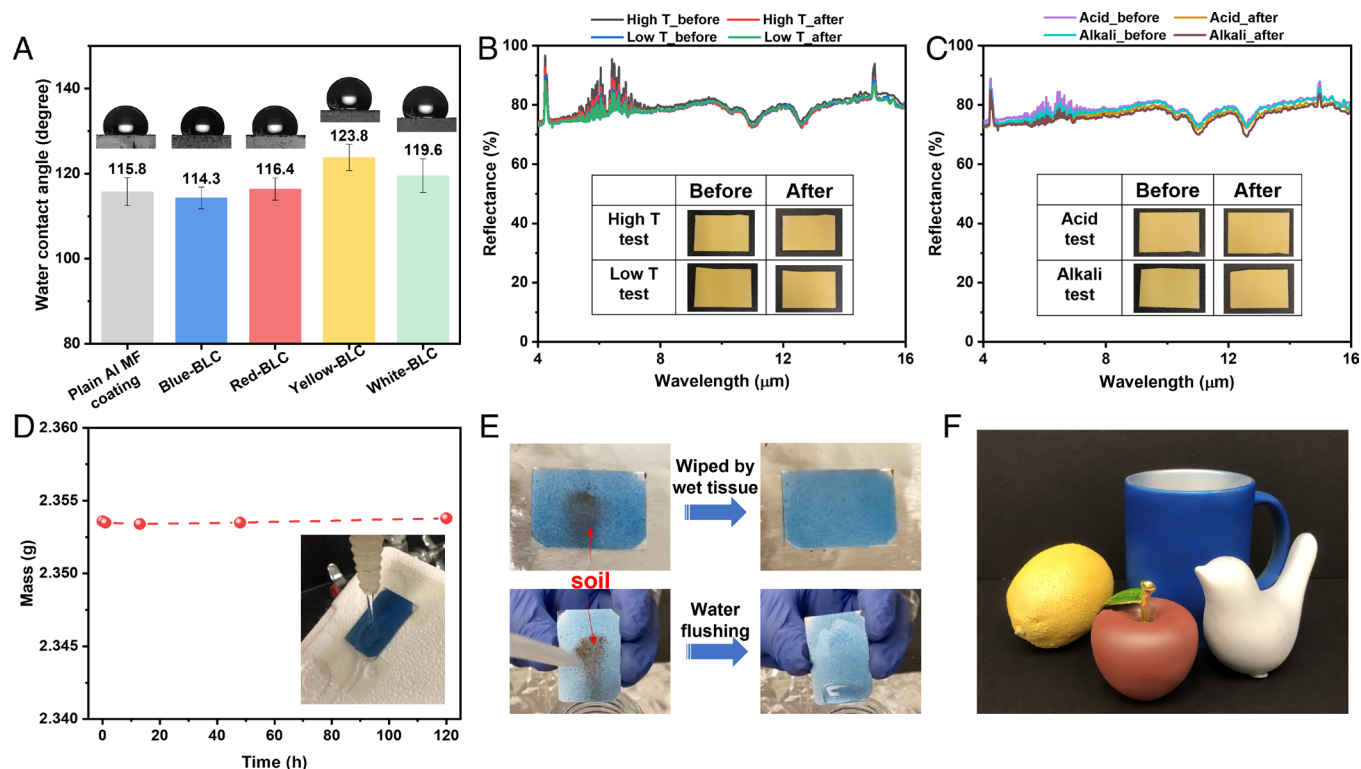 A
Water contact angle (degree)
140
130
120
110
100
80
115.8
114.3
116.4
123.8
119.6
Plain Al MF
coating
Blue-BLC
Red-BLC
Yellow-BLC
White-BLC
B
High T_before
High T_after
Low T_before
Low T_after
Reflectance (%)
100
80
60
40
20
0
4
8
12
16
Wavelength (μm)
Before
After
High T
test
Low T
test
C
Acid_before
Acid_after
Alkali_before
Alkali_after
Reflectance (%)
100
80
60
40
20
0
4
8
12
16
Wavelength (μm)
Before
After
Acid
test
Alkali
test
D
Mass (g)
2.360
2.355
2.350
2.345
2.340
0
20
40
60
80
100
120
Time (h)
E
Wiped by
wet tissue
soil
Water
flushing
F